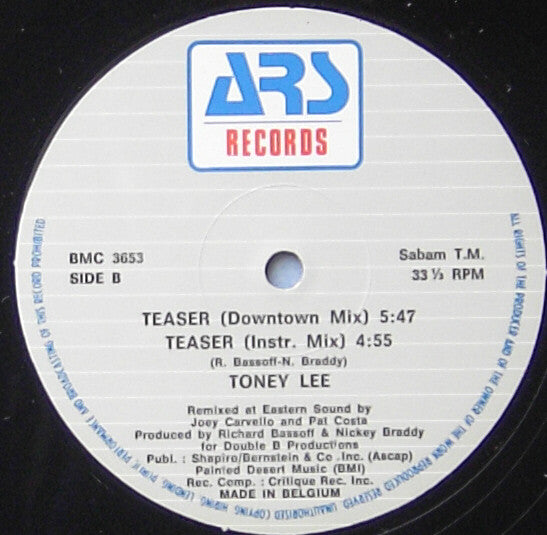 ARS
RECORDS
BMC 3653
SIDE B
Sabam T.M.
33⅓ RPM
TEASER (Downtown Mix) 5:47
TEASER (Instr. Mix) 4:55
(R. Bassoff-N. Braddy)
TONEY LEE
Remixed at Eastern Sound by
Joey Carvello and Pat Costa
Produced by Richard Bassoff & Nickey Braddy
for Double B Productions
Publ. : Shapiro/Bernstein & Co .Inc. (Ascap)
Painted Desert Music (BMI)
Rec. Comp. : Critique Rec. Inc.
MADE IN BELGIUM
ALL RIGHTS OF THE PRODUCER AND OF THE OWNER OF THE WORK REPRODUCED RESERVED. UNAUTHORISED COPYING, HIRING, LENDING, PUBLIC PERFORMANCE AND BROADCASTING OF THIS RECORD PROHIBITED